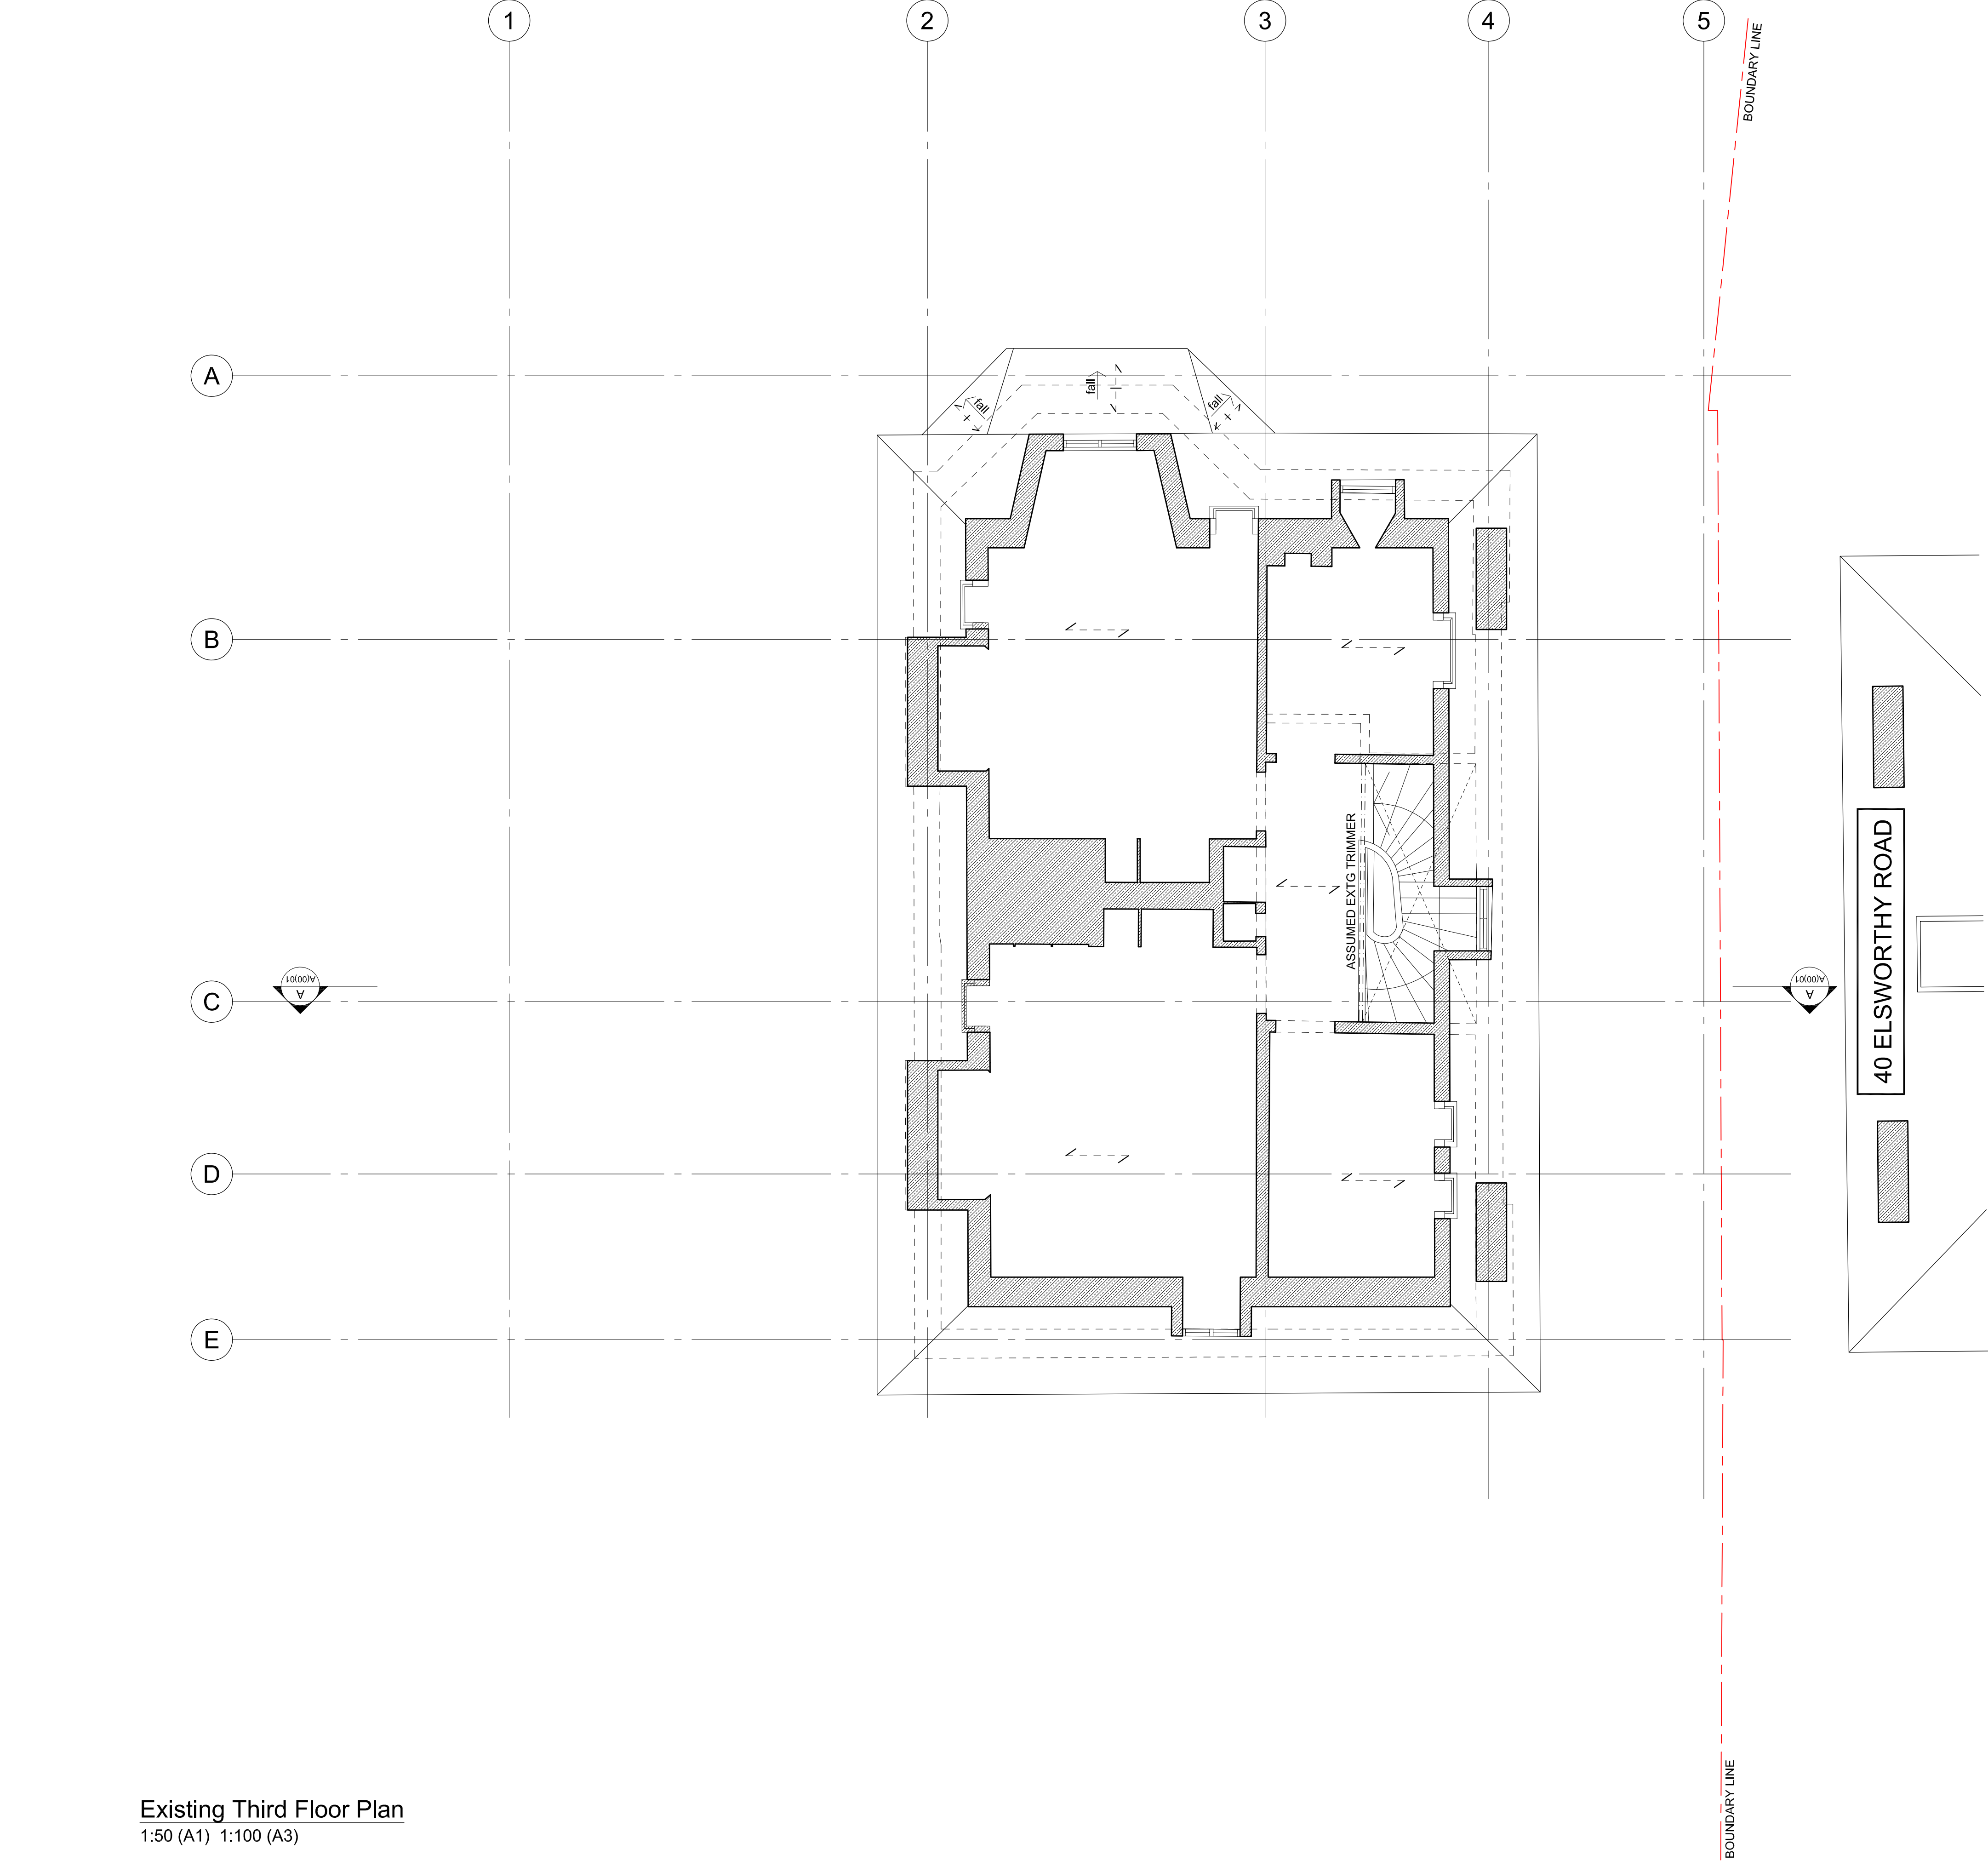 1
2
3
4
5
BOUNDARY LINE
A
fall
fall
fall
B
ASSUMED EXTG TRIMMER
40 ELSWORTHY ROAD
A(00)01
A
C
A(00)01
A
D
E
BOUNDARY LINE
Existing Third Floor Plan
1:50 (A1) 1:100 (A3)